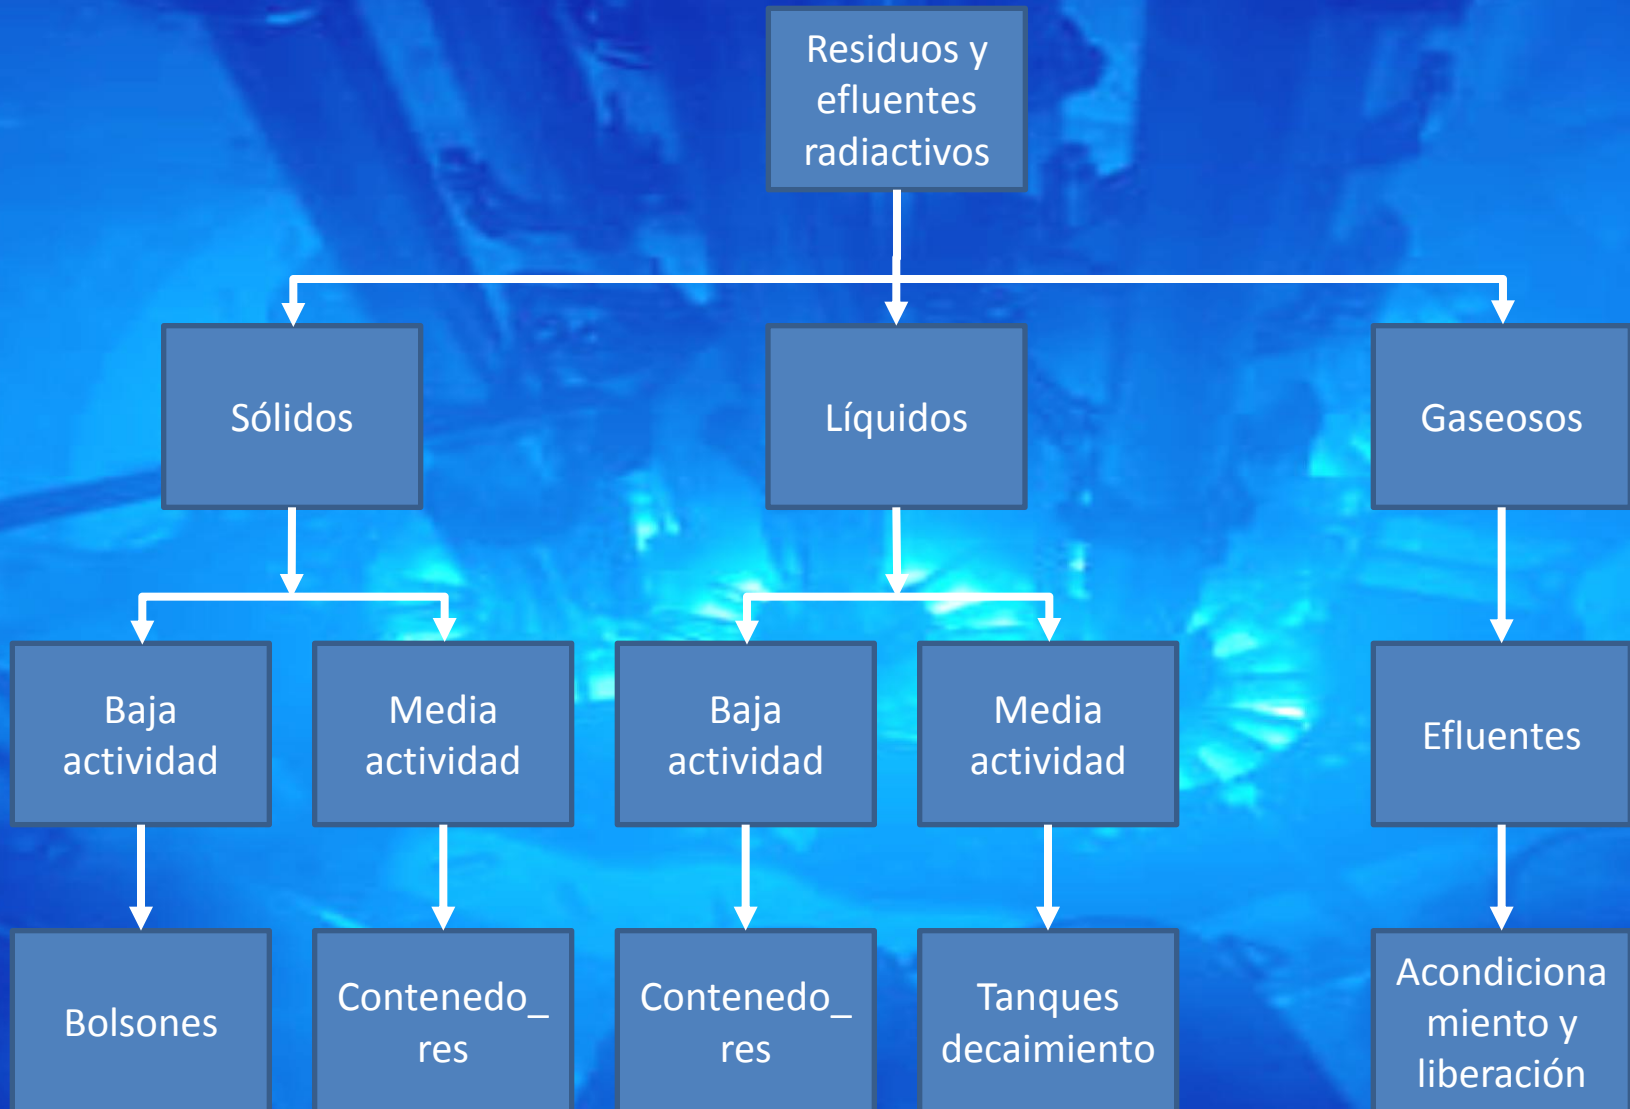 Residuos y
efluentes
radiactivos
Sólidos
Líquidos
Gaseosos
Baja
actividad
Media
actividad
Baja
actividad
Media
actividad
Efluentes
Bolsones
Contenedo_
res
Contenedo_
res
Tanques
decaimiento
Acondiciona
miento y
liberación